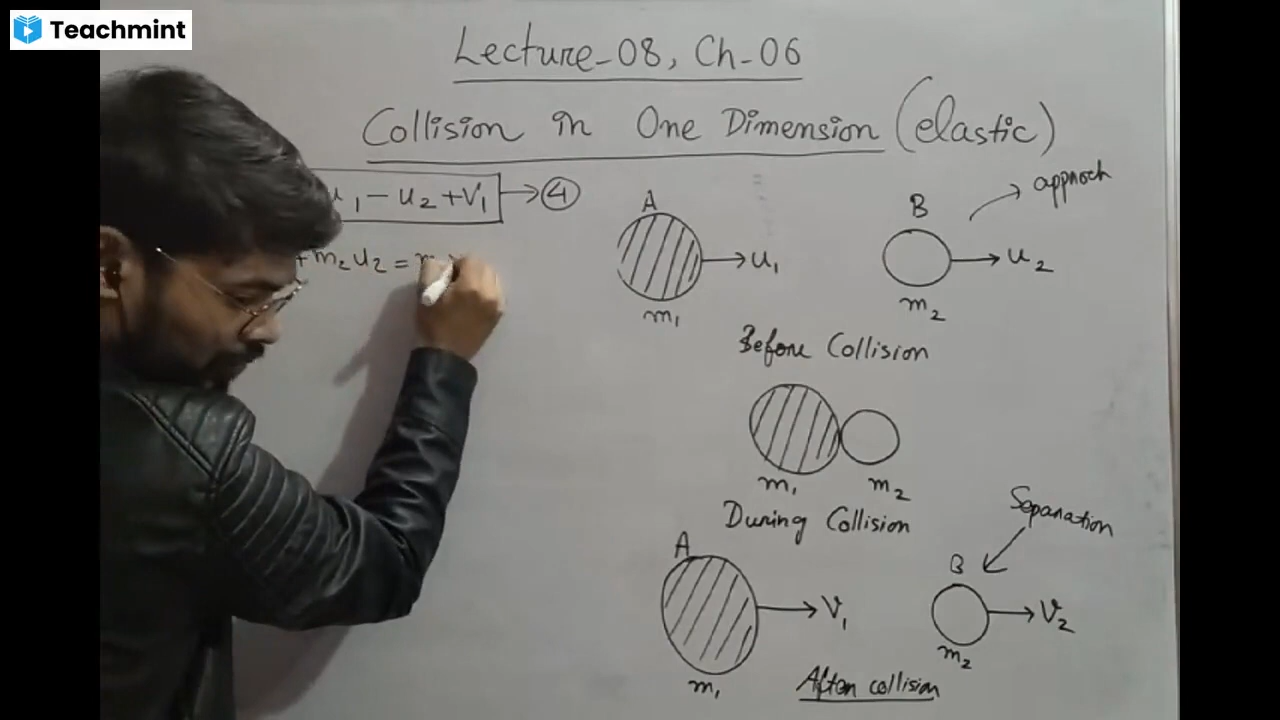 Teachmint
Lecture-08, Ch-06
Collision in One Dimension (elastic)
u₁ - u₂ + V₁ → ④
+ m₂u₂ = m
approch
A
B
u₁
u₂
m₁
m₂
Before Collision
m₁
m₂
During Collision
Separation
A
B
V₁
V₂
m₁
m₂
After collision